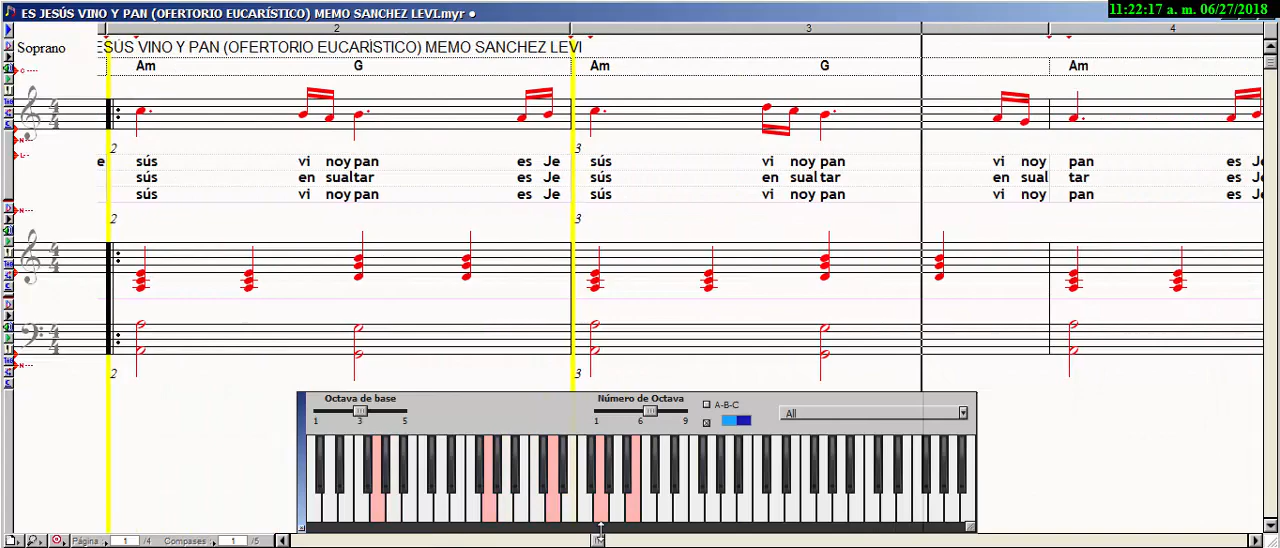 ES JESÚS VINO Y PAN (OFERTORIO EUCARÍSTICO) MEMO SANCHEZ LEVI.myr
11:22:17 a. m. 06/27/2018
2 3 4
Soprano ESÚS VINO Y PAN (OFERTORIO EUCARÍSTICO) MEMO SANCHEZ LEVI
Am G Am G Am
2 3
e sús vi noy pan es Je sús vi noy pan vi noy pan es Je
sús en sualtar es Je sús en sualtar en sual tar es Je
sús vi noy pan es Je sús vi noy pan vi noy pan es Je
2 3
2 3
Octava de base Número de Octava A-B-C All
1 3 5 1 6 9
Página: 1 /4 Compases: 1 /5